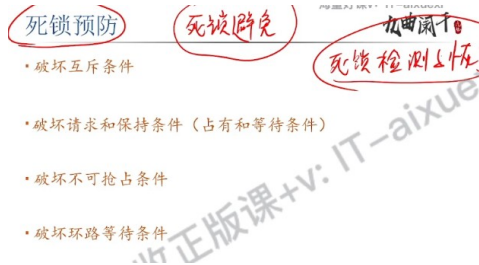 死锁预防
死锁避免
九曲阑干
死锁检测与恢
• 破坏互斥条件
• 破坏请求和保持条件（占有和等待条件）
• 破坏不可抢占条件
• 破坏环路等待条件
正版课+v: IT-aixue